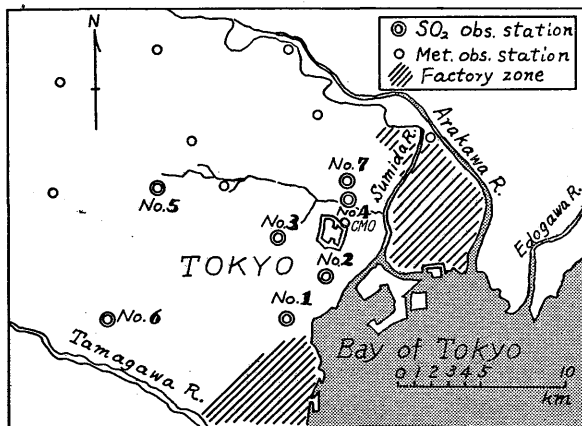 N
SO₂ obs. station
Met. obs. station
Factory zone
Arakawa R.
Sumida R.
Edogawa R.
No.7
No.5
No.4
CMO
No.3
TOKYO
No.2
No.6
No.1
Bay of Tokyo
Tamagawa R.
0 1 2 3 4 5 10
km